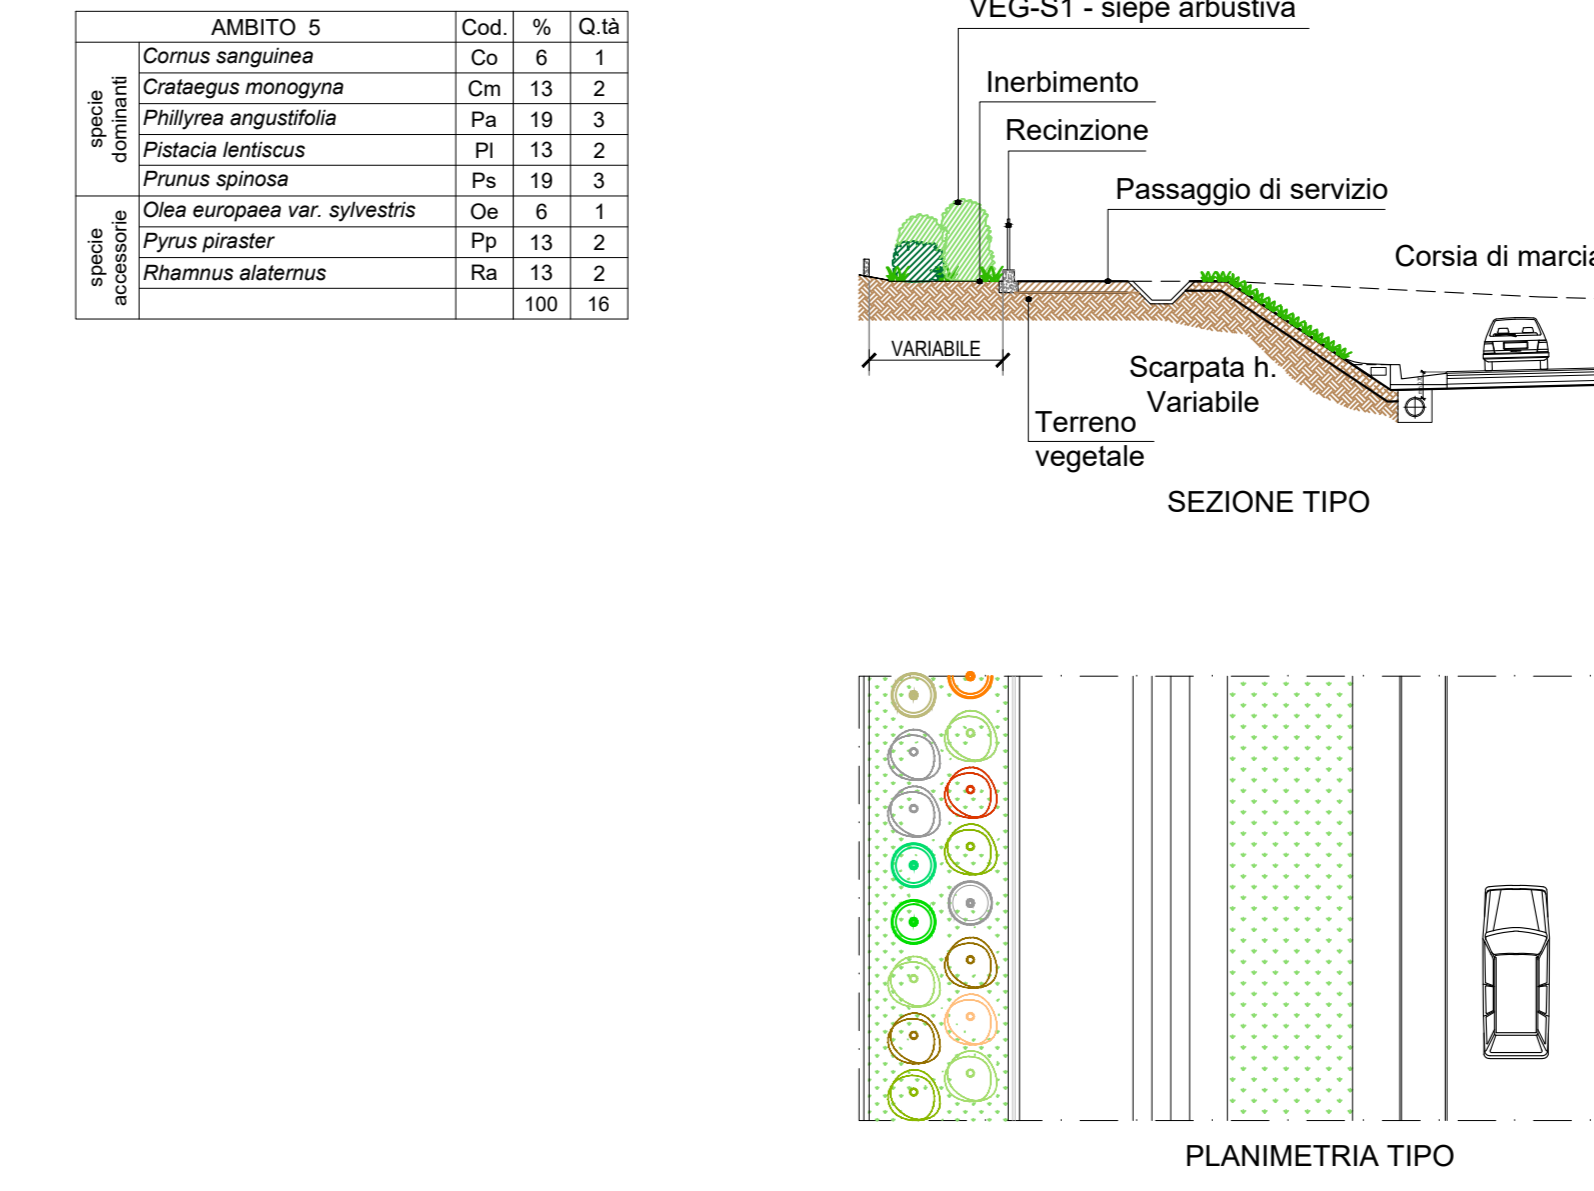 AMBITO 5 Cod. % Q.tà
specie dominanti
Cornus sanguinea Co 6 1
Crataegus monogyna Cm 13 2
Phillyrea angustifolia Pa 19 3
Pistacia lentiscus Pl 13 2
Prunus spinosa Ps 19 3
specie accessorie
Olea europaea var. sylvestris Oe 6 1
Pyrus piraster Pp 13 2
Rhamnus alaternus Ra 13 2
100 16
VEG-S1 - siepe arbustiva
Inerbimento
Recinzione
Passaggio di servizio
Corsia di marcia
VARIABILE
Scarpata h.
Variabile
Terreno
vegetale
SEZIONE TIPO
PLANIMETRIA TIPO